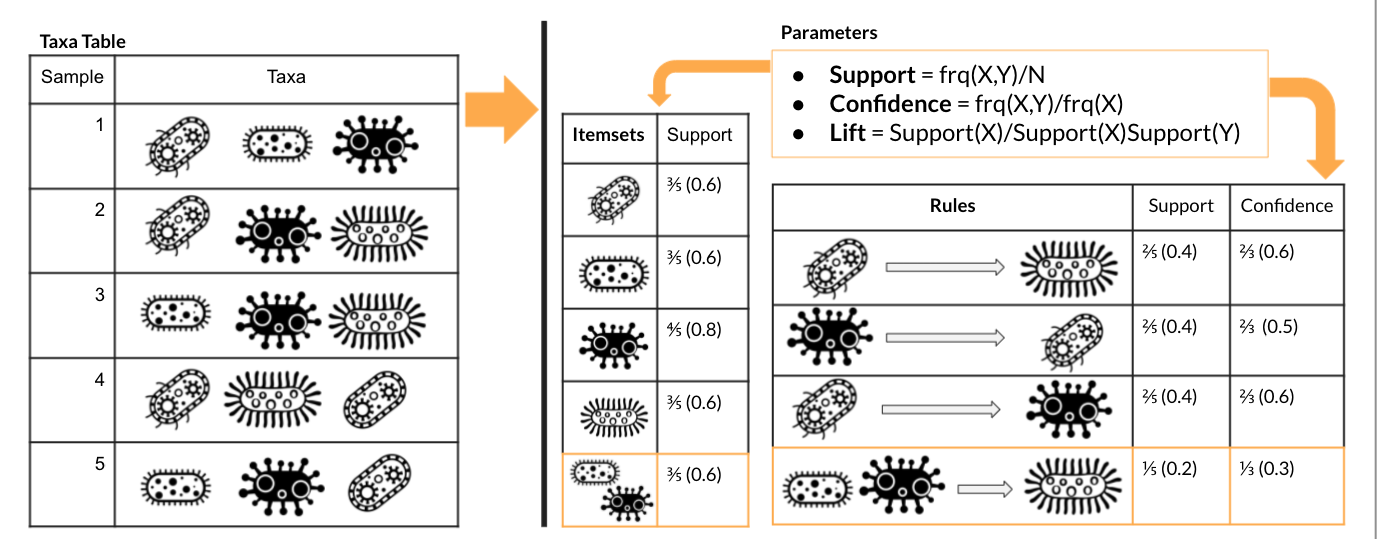 Taxa Table
Sample Taxa
1
2
3
4
5
Itemsets Support
⅗ (0.6)
⅗ (0.6)
⅘ (0.8)
⅗ (0.6)
⅗ (0.6)
Parameters
● Support = frq(X,Y)/N
● Confidence = frq(X,Y)/frq(X)
● Lift = Support(X)/Support(X)Support(Y)
Rules Support Confidence
⅖ (0.4) ⅔ (0.6)
⅖ (0.4) ⅔ (0.5)
⅖ (0.4) ⅔ (0.6)
⅕ (0.2) ⅓ (0.3)